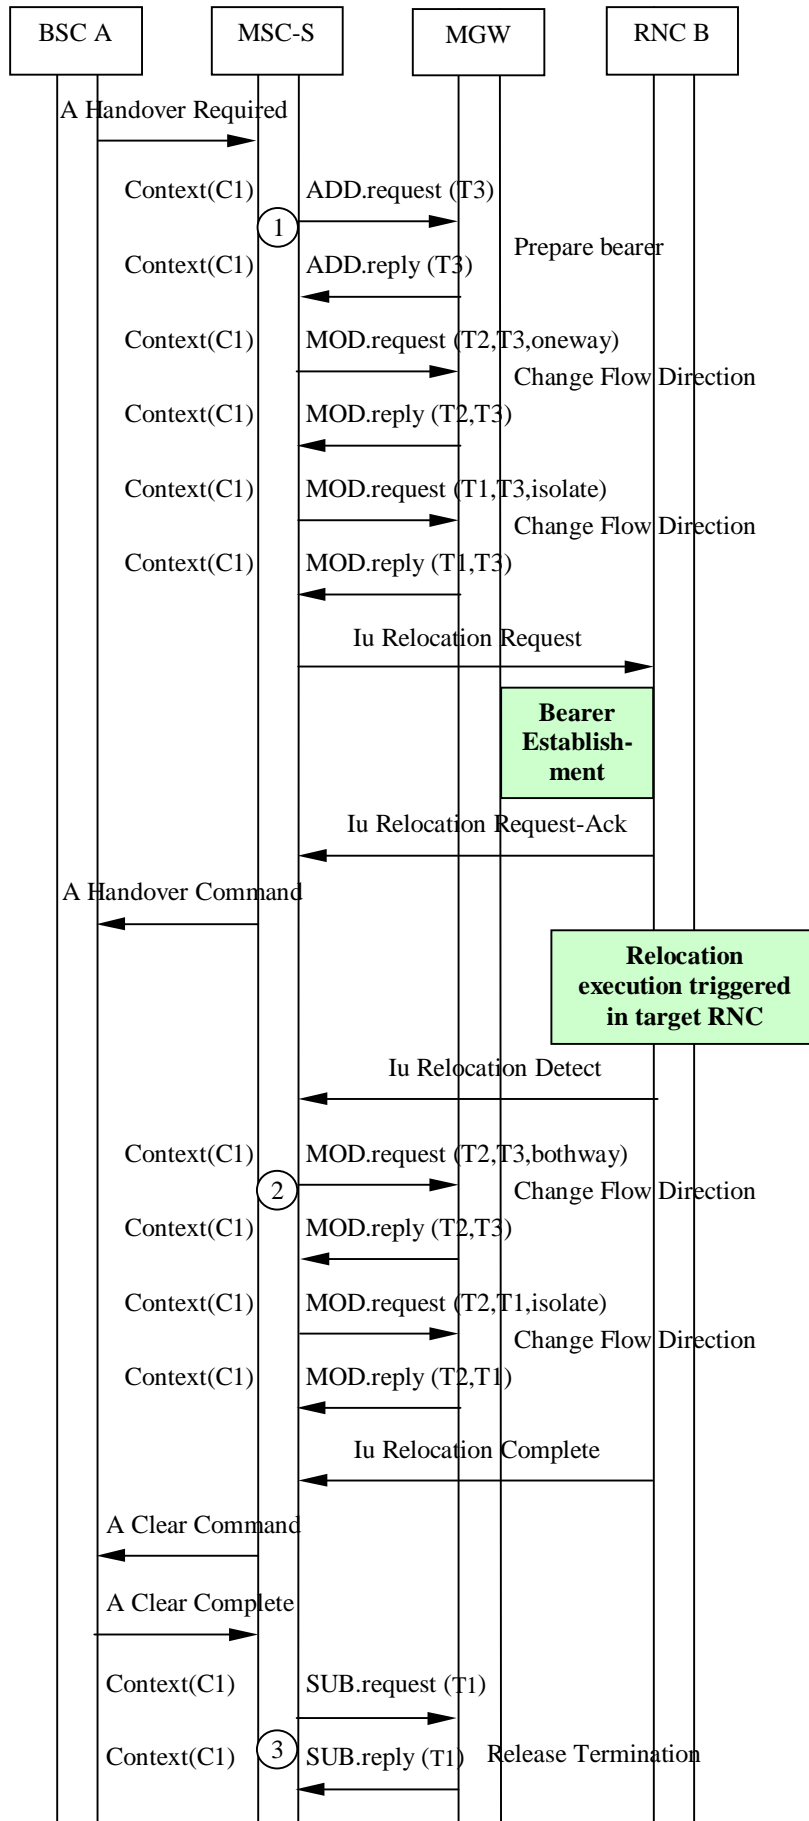 BSC A
MSC-S
MGW
RNC B
A Handover Required
Context(C1)
ADD.request (T3)
1
Prepare bearer
Context(C1)
ADD.reply (T3)
Context(C1)
MOD.request (T2,T3,oneway)
Change Flow Direction
Context(C1)
MOD.reply (T2,T3)
Context(C1)
MOD.request (T1,T3,isolate)
Change Flow Direction
Context(C1)
MOD.reply (T1,T3)
Iu Relocation Request
Bearer
Establish-
ment
Iu Relocation Request-Ack
A Handover Command
Relocation
execution triggered
in target RNC
Iu Relocation Detect
Context(C1)
MOD.request (T2,T3,bothway)
2
Change Flow Direction
Context(C1)
MOD.reply (T2,T3)
Context(C1)
MOD.request (T2,T1,isolate)
Change Flow Direction
Context(C1)
MOD.reply (T2,T1)
Iu Relocation Complete
A Clear Command
A Clear Complete
Context(C1)
SUB.request (T1)
Context(C1)
3
SUB.reply (T1)
Release Termination